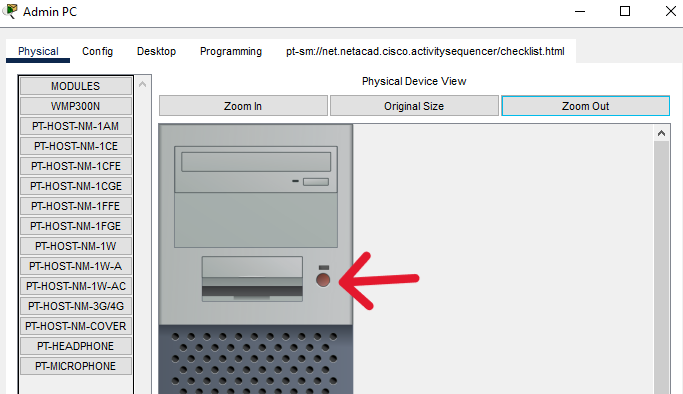 Admin PC
Physical Config Desktop Programming pt-sm://net.netacad.cisco.activitysequencer/checklist.html
MODULES
WMP300N
PT-HOST-NM-1AM
PT-HOST-NM-1CE
PT-HOST-NM-1CFE
PT-HOST-NM-1CGE
PT-HOST-NM-1FFE
PT-HOST-NM-1FGE
PT-HOST-NM-1W
PT-HOST-NM-1W-A
PT-HOST-NM-1W-AC
PT-HOST-NM-3G/4G
PT-HOST-NM-COVER
PT-HEADPHONE
PT-MICROPHONE
Physical Device View
Zoom In Original Size Zoom Out